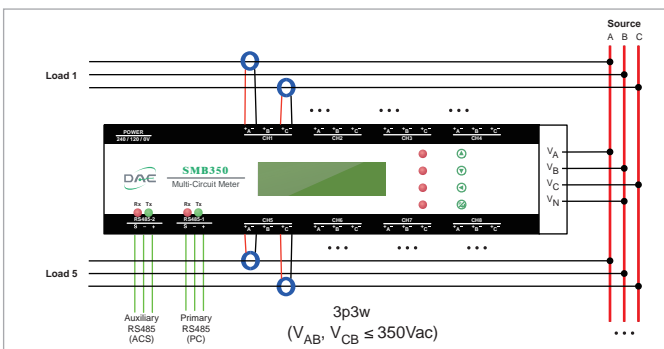 Source
A B C
Load 1
• • • • • • • • •
POWER
240 / 120 / 0V
+A− +B− +C−
CH1
+A− +B− +C−
CH2
+A− +B− +C−
CH3
+A− +B− +C−
CH4
DAE
SMB350
Multi-Circuit Meter
VA
VB
VC
VN
Rx Tx
RS485-2
S − +
Rx Tx
RS485-1
S − +
+A− +B− +C−
CH5
+A− +B− +C−
CH6
+A− +B− +C−
CH7
+A− +B− +C−
CH8
• • • • • • • • •
Load 5
Auxiliary
RS485
(ACS)
Primary
RS485
(PC)
3p3w
(VAB, VCB ≤ 350Vac)
• • •